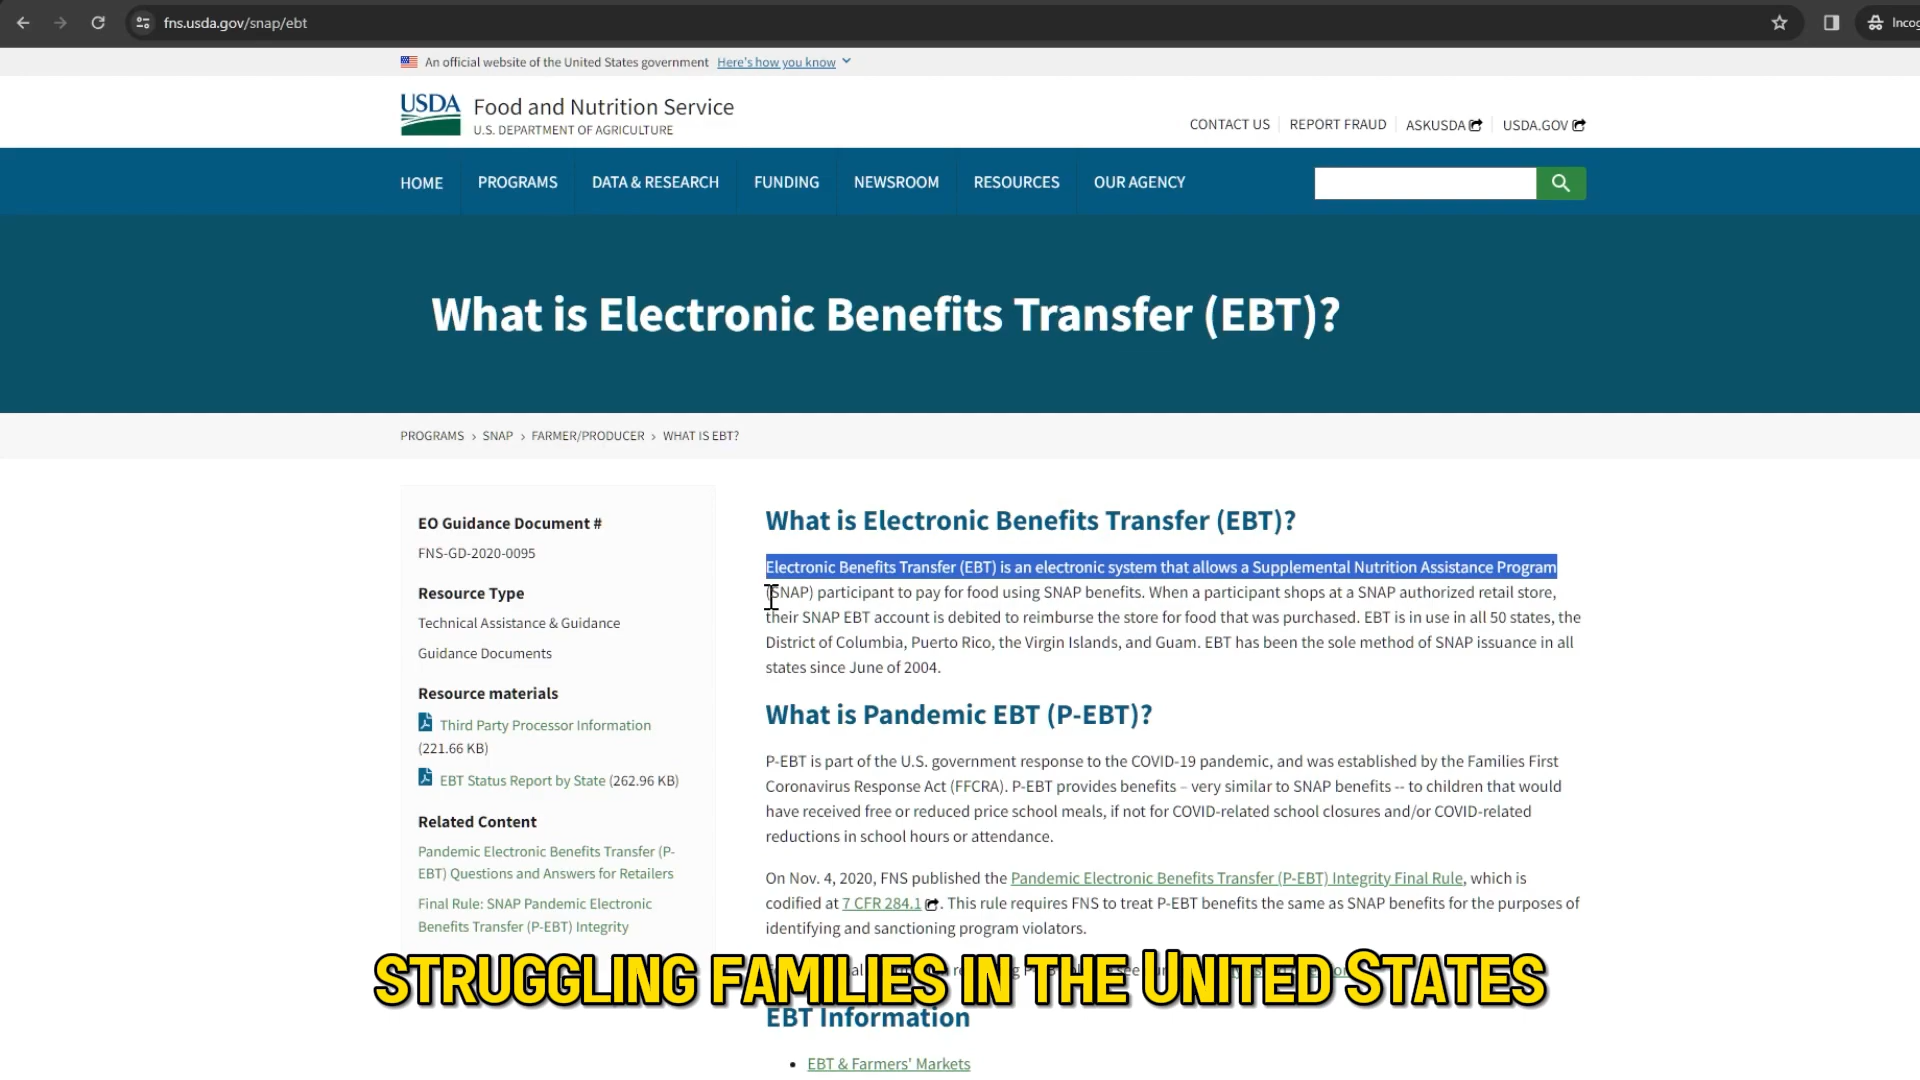 fns.usda.gov/snap/ebt
An official website of the United States government Here's how you know
USDA Food and Nutrition Service
U.S. DEPARTMENT OF AGRICULTURE
CONTACT US REPORT FRAUD ASKUSDA USDA.GOV
HOME PROGRAMS DATA & RESEARCH FUNDING NEWSROOM RESOURCES OUR AGENCY
What is Electronic Benefits Transfer (EBT)?
PROGRAMS › SNAP › FARMER/PRODUCER › WHAT IS EBT?
EO Guidance Document #
FNS-GD-2020-0095
Resource Type
Technical Assistance & Guidance
Guidance Documents
Resource materials
Third Party Processor Information
(221.66 KB)
EBT Status Report by State (262.96 KB)
Related Content
Pandemic Electronic Benefits Transfer (P-
EBT) Questions and Answers for Retailers
Final Rule: SNAP Pandemic Electronic
Benefits Transfer (P-EBT) Integrity
What is Electronic Benefits Transfer (EBT)?
Electronic Benefits Transfer (EBT) is an electronic system that allows a Supplemental Nutrition Assistance Program
(SNAP) participant to pay for food using SNAP benefits. When a participant shops at a SNAP authorized retail store,
their SNAP EBT account is debited to reimburse the store for food that was purchased. EBT is in use in all 50 states, the
District of Columbia, Puerto Rico, the Virgin Islands, and Guam. EBT has been the sole method of SNAP issuance in all
states since June of 2004.
What is Pandemic EBT (P-EBT)?
P-EBT is part of the U.S. government response to the COVID-19 pandemic, and was established by the Families First
Coronavirus Response Act (FFCRA). P-EBT provides benefits – very similar to SNAP benefits -- to children that would
have received free or reduced price school meals, if not for COVID-related school closures and/or COVID-related
reductions in school hours or attendance.
On Nov. 4, 2020, FNS published the Pandemic Electronic Benefits Transfer (P-EBT) Integrity Final Rule, which is
codified at 7 CFR 284.1. This rule requires FNS to treat P-EBT benefits the same as SNAP benefits for the purposes of
identifying and sanctioning program violators.
STRUGGLING FAMILIES IN THE UNITED STATES
EBT Information
EBT & Farmers' Markets